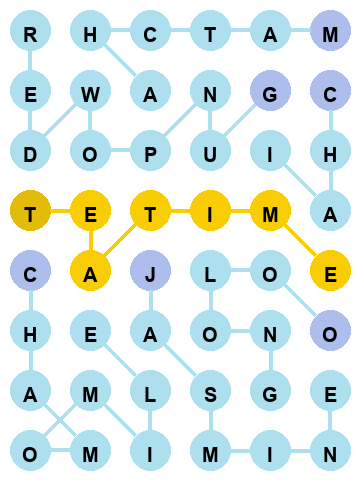 R H C T A M
E W A N G C
D O P U I H
T E T I M A
C A J L O E
H E A O N O
A M L S G E
O M I M I N